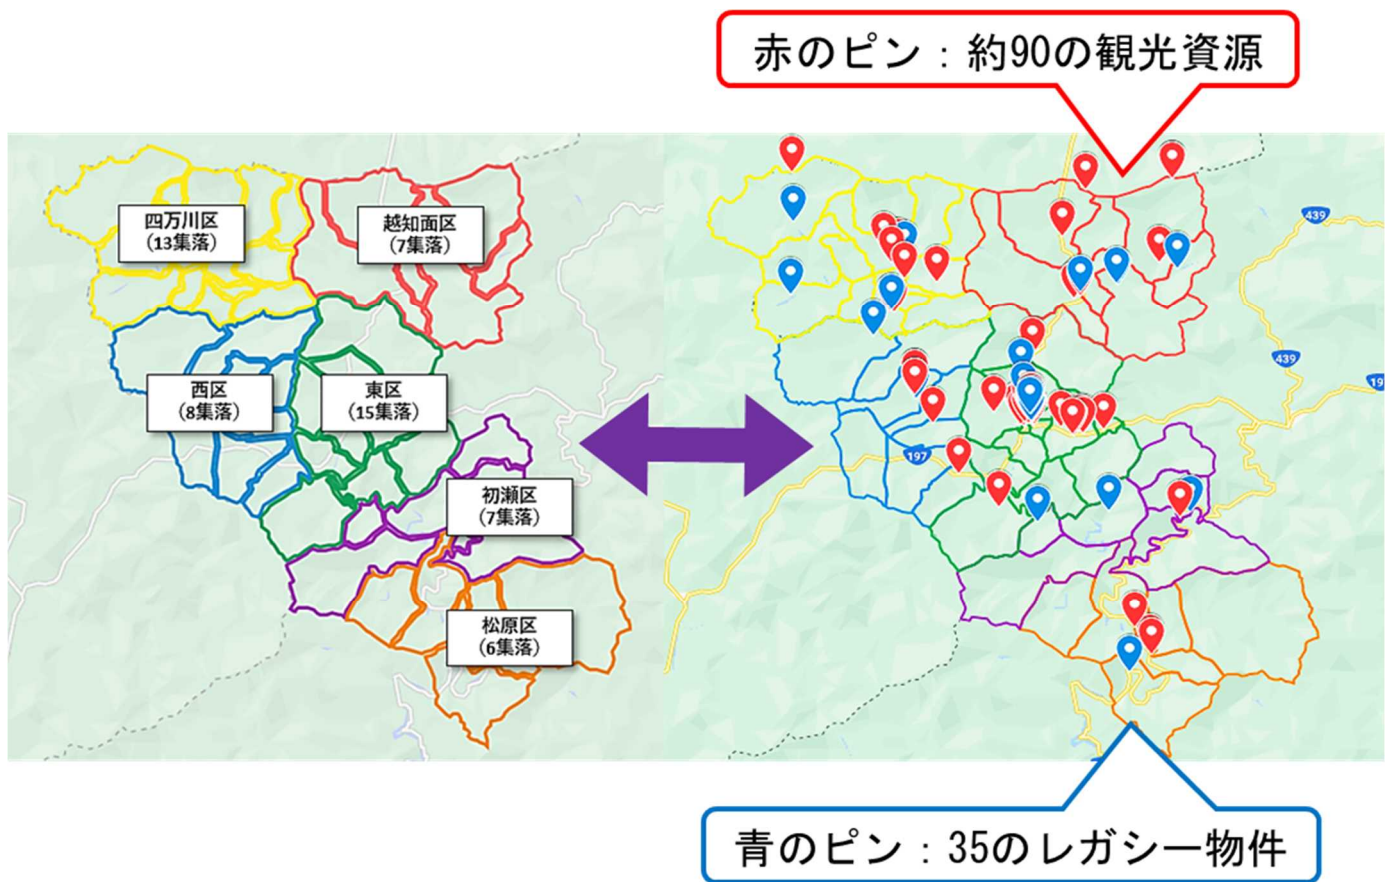 赤のピン：約90の観光資源
四万川区
（13集落）
越知面区
（7集落）
西区
（8集落）
東区
（15集落）
初瀬区
（7集落）
松原区
（6集落）
439
439
197
青のピン：35のレガシー物件